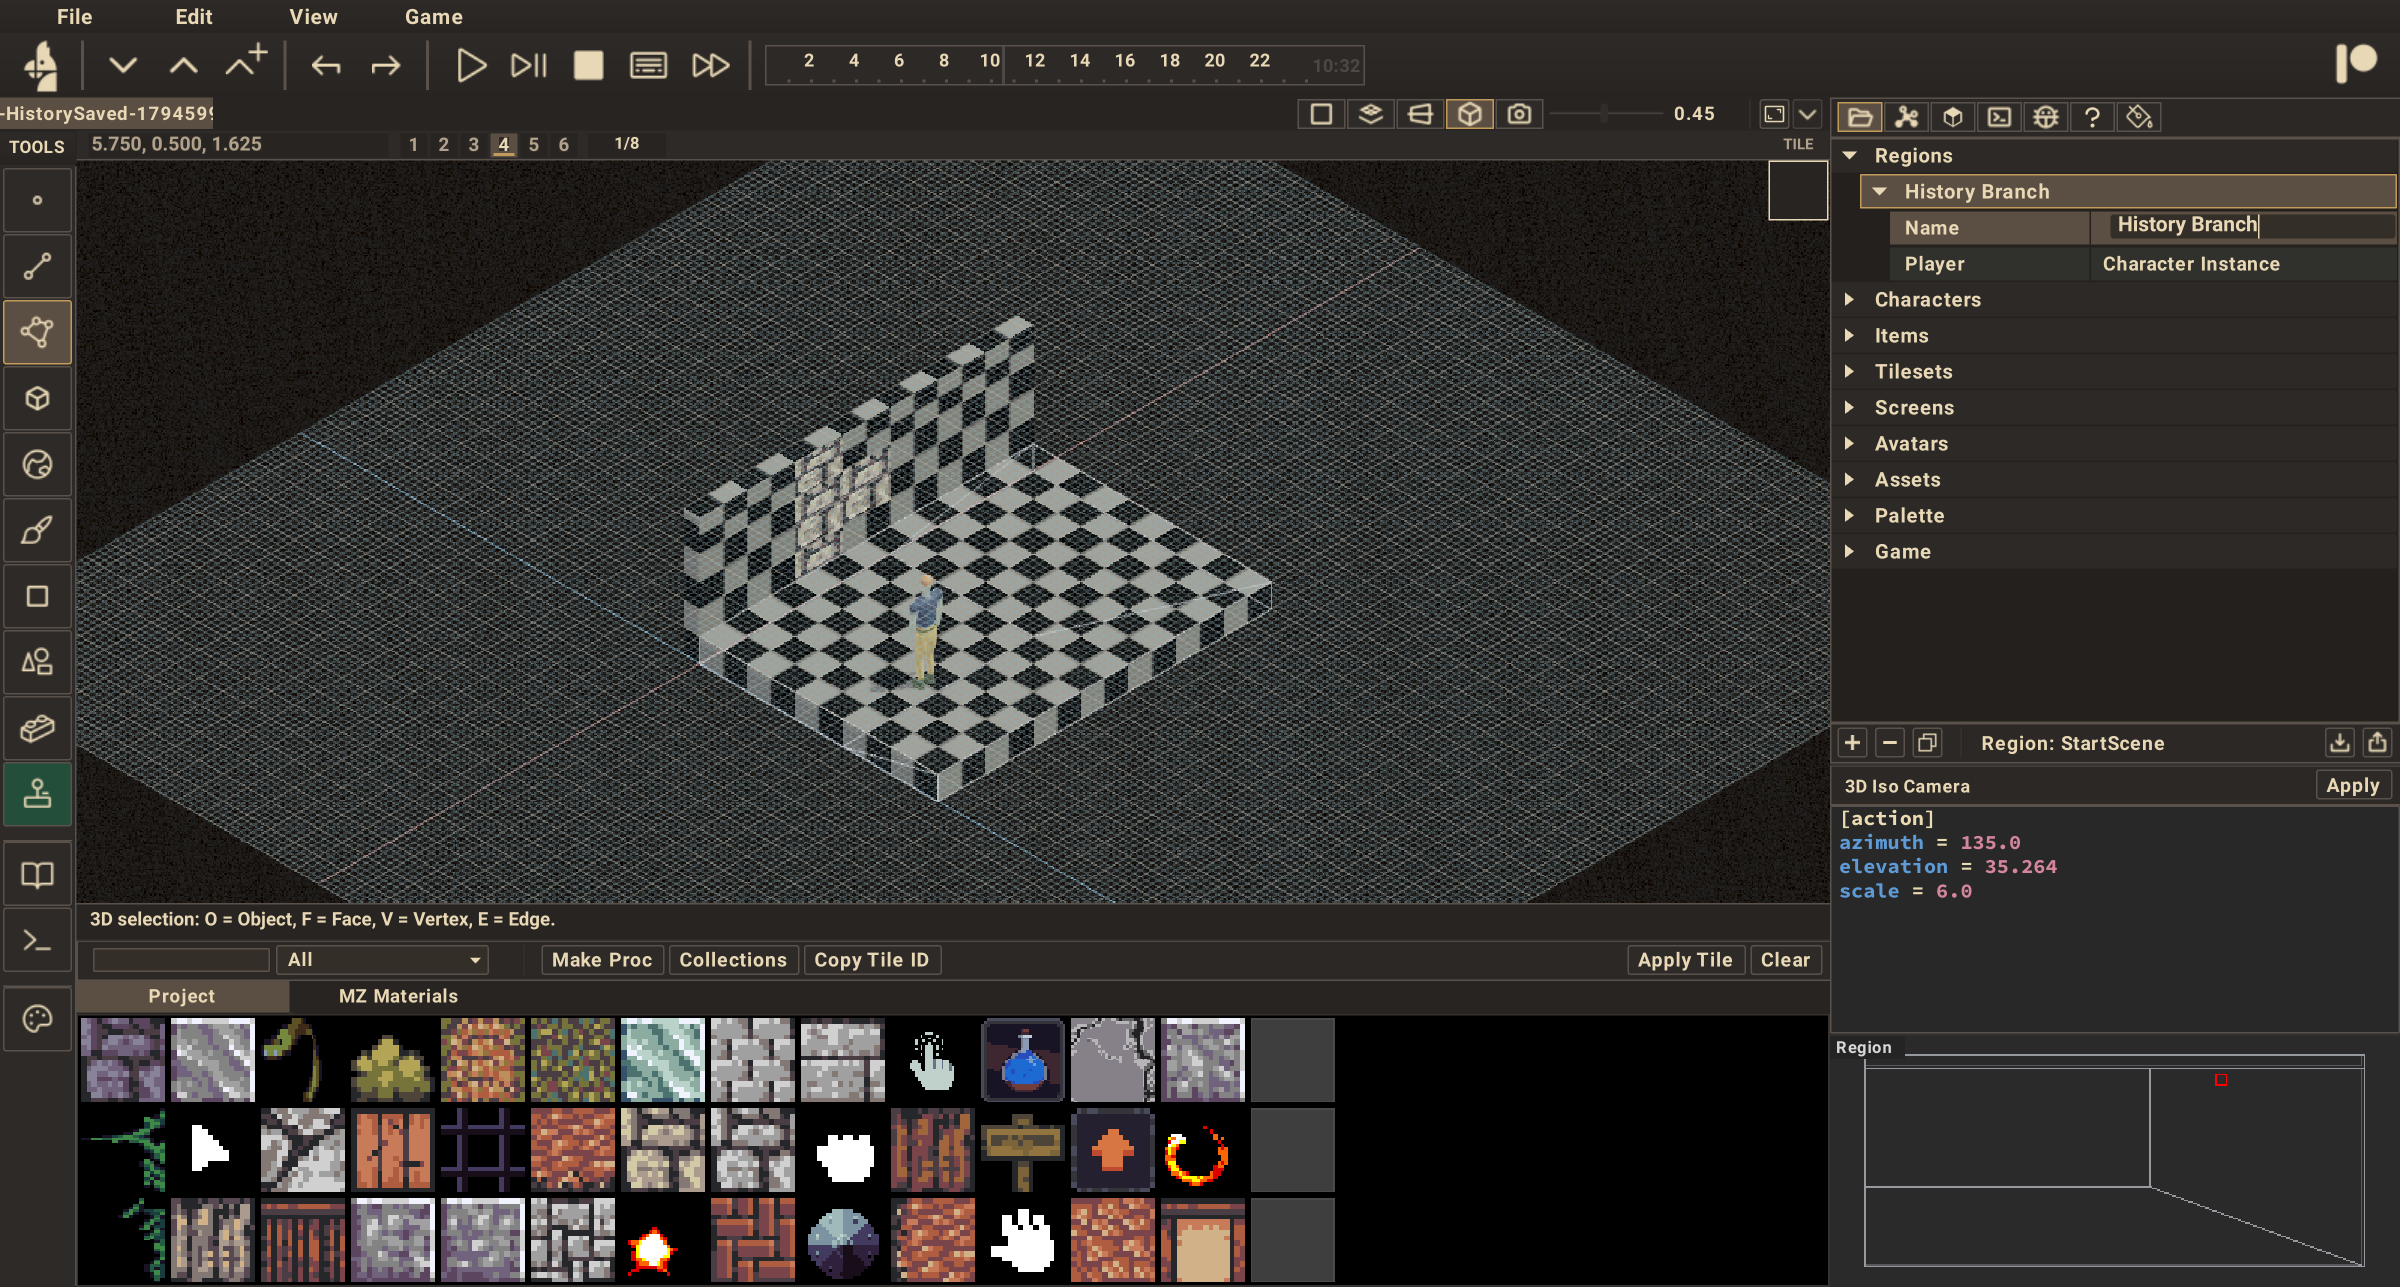 File Edit View Game
2 4 6 8 10 12 14 16 18 20 22 10:32
-HistorySaved-179459
0.45
TOOLS 5.750, 0.500, 1.625 1 2 3 4 5 6 1/8 TILE
Regions
History Branch
Name History Branch
Player Character Instance
Characters
Items
Tilesets
Screens
Avatars
Assets
Palette
Game
Region: StartScene
3D Iso Camera Apply
[action]
azimuth = 135.0
elevation = 35.264
scale = 6.0
3D selection: O = Object, F = Face, V = Vertex, E = Edge.
All Make Proc Collections Copy Tile ID Apply Tile Clear
Project MZ Materials
Region